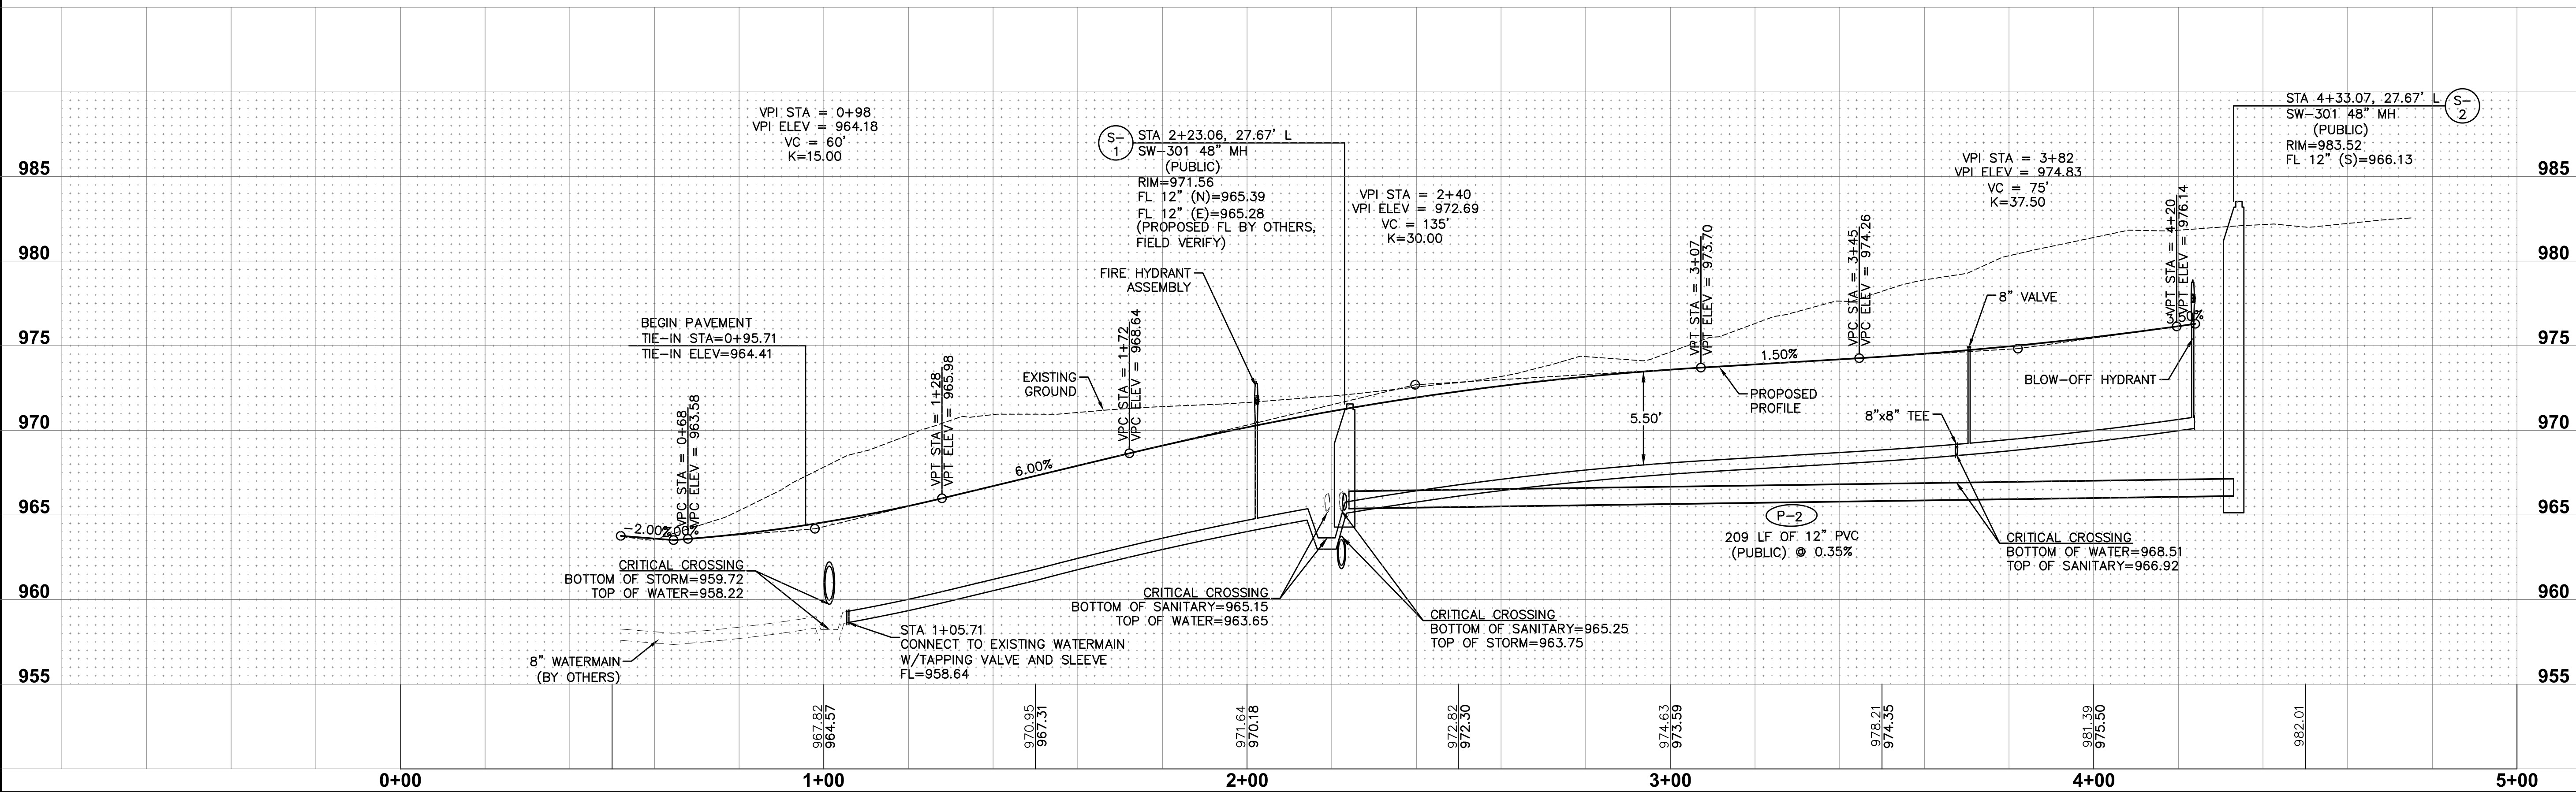 VPI STA = 0+98
VPI ELEV = 964.18
VC = 60'
K=15.00
S-
1
STA 2+23.06, 27.67' L
SW-301 48" MH
(PUBLIC)
RIM=971.56
FL 12" (N)=965.39
FL 12" (E)=965.28
(PROPOSED FL BY OTHERS,
FIELD VERIFY)
VPI STA = 2+40
VPI ELEV = 972.69
VC = 135'
K=30.00
VPI STA = 3+82
VPI ELEV = 974.83
VC = 75'
K=37.50
STA 4+33.07, 27.67' L
SW-301 48" MH
(PUBLIC)
RIM=983.52
FL 12" (S)=966.13
S-
2
985
985
980
980
975
975
970
970
965
965
960
960
955
955
BEGIN PAVEMENT
TIE-IN STA=0+95.71
TIE-IN ELEV=964.41
EXISTING
GROUND
FIRE HYDRANT
ASSEMBLY
VPC STA = 0+68
VPC ELEV = 963.58
VPT STA = 1+28
VPT ELEV = 965.98
VPC STA = 1+72
VPC ELEV = 968.64
VPT STA = 3+07
VPT ELEV = 973.70
VPC STA = 3+45
VPC ELEV = 974.26
VPT STA = 4+20
VPT ELEV = 976.14
-2.00%
6.00%
1.50%
3.50%
8" VALVE
BLOW-OFF HYDRANT
PROPOSED
PROFILE
8"x8" TEE
5.50'
P-2
209 LF OF 12" PVC
(PUBLIC) @ 0.35%
CRITICAL CROSSING
BOTTOM OF WATER=968.51
TOP OF SANITARY=966.92
CRITICAL CROSSING
BOTTOM OF STORM=959.72
TOP OF WATER=958.22
CRITICAL CROSSING
BOTTOM OF SANITARY=965.15
TOP OF WATER=963.65
CRITICAL CROSSING
BOTTOM OF SANITARY=965.25
TOP OF STORM=963.75
STA 1+05.71
CONNECT TO EXISTING WATERMAIN
W/TAPPING VALVE AND SLEEVE
FL=958.64
8" WATERMAIN
(BY OTHERS)
967.82
964.57
970.95
967.31
971.64
970.18
972.82
972.30
974.63
973.59
978.21
974.35
981.39
975.50
982.01
0+00
1+00
2+00
3+00
4+00
5+00